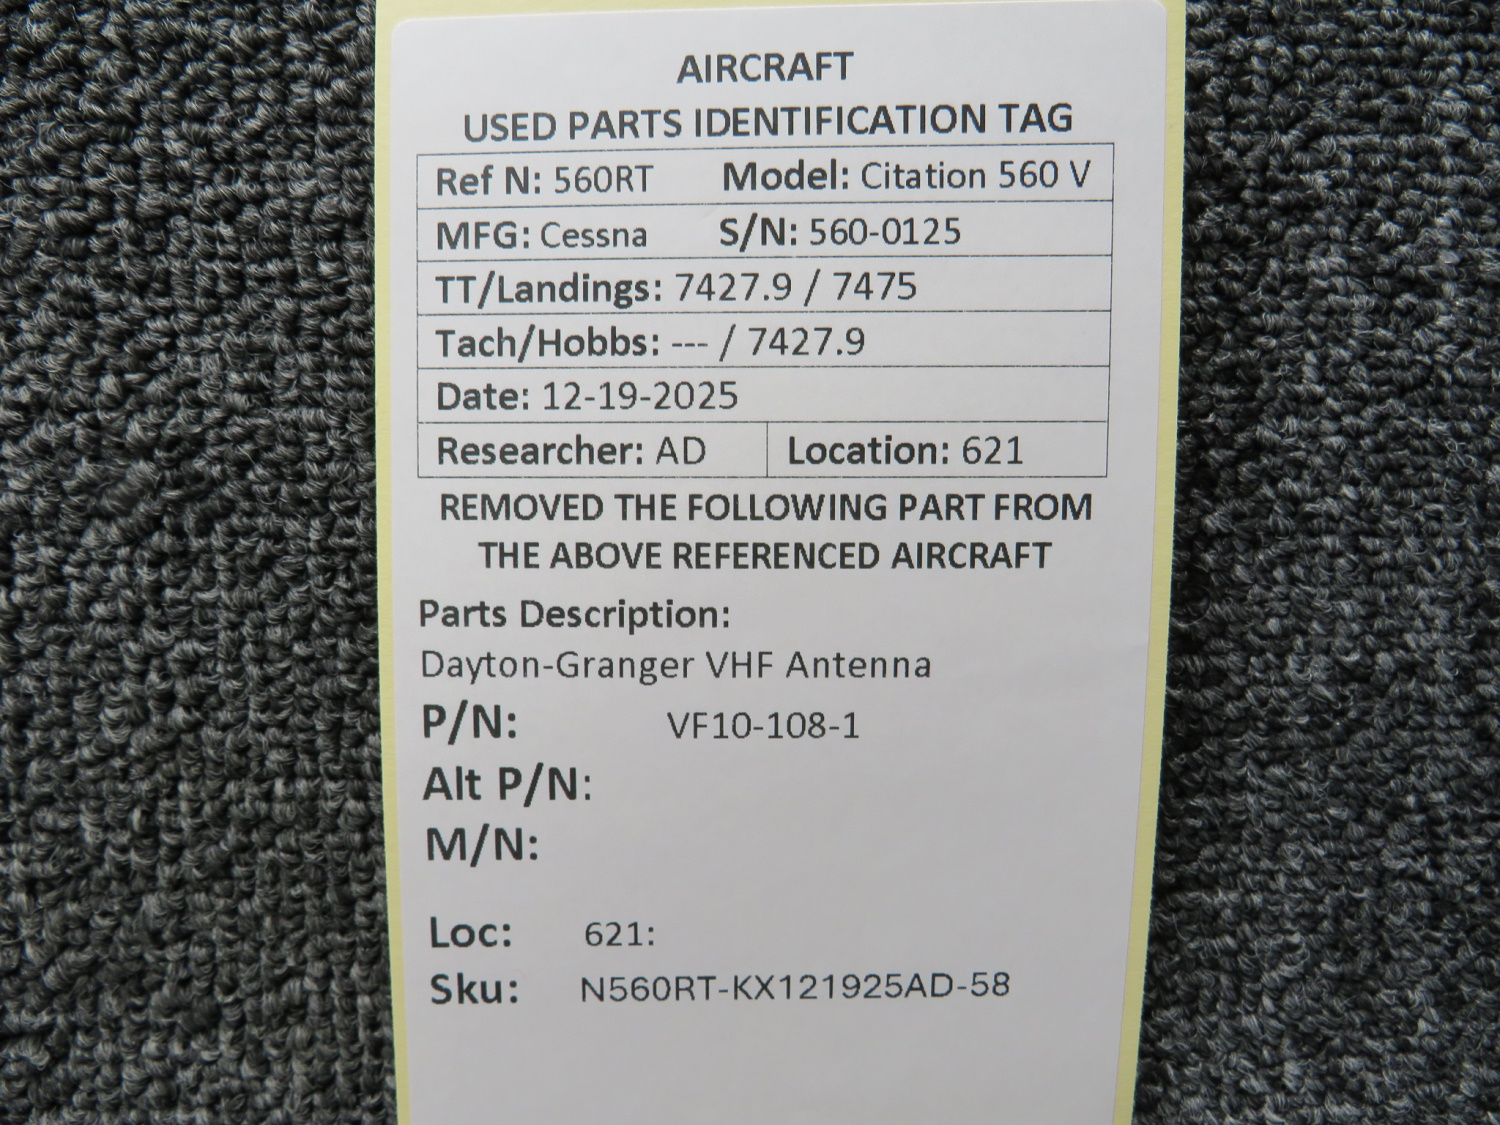 AIRCRAFT
USED PARTS IDENTIFICATION TAG
Ref N: 560RT Model: Citation 560 V
MFG: Cessna S/N: 560-0125
TT/Landings: 7427.9 / 7475
Tach/Hobbs: --- / 7427.9
Date: 12-19-2025
Researcher: AD Location: 621
REMOVED THE FOLLOWING PART FROM
THE ABOVE REFERENCED AIRCRAFT
Parts Description:
Dayton-Granger VHF Antenna
P/N: VF10-108-1
Alt P/N:
M/N:
Loc: 621:
Sku: N560RT-KX121925AD-58